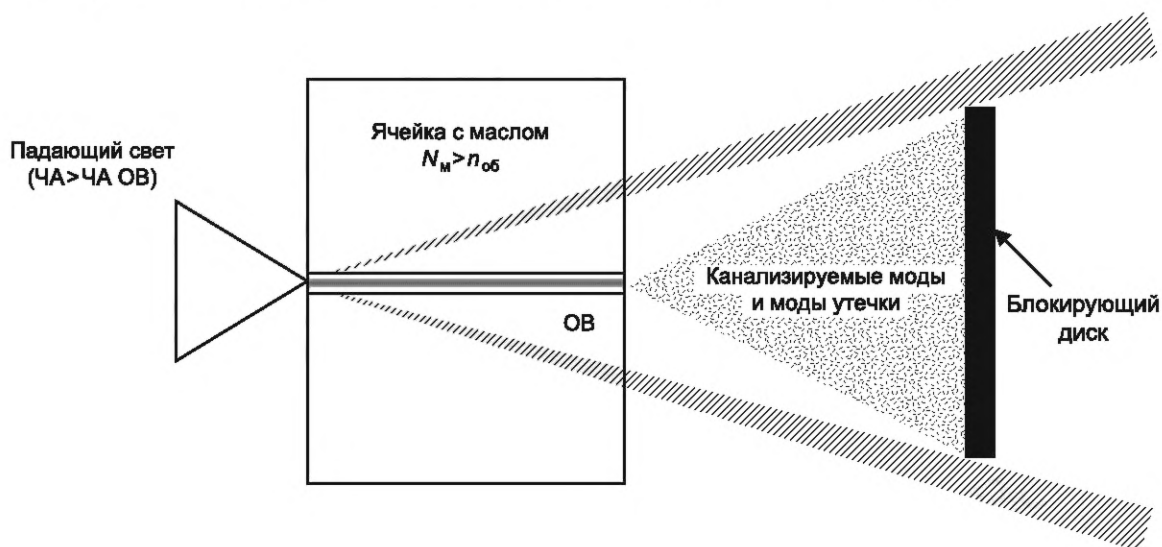 Падающий свет
(ЧА>ЧА ОВ)
Ячейка с маслом
Nм>nоб
ОВ
Канализируемые моды
и моды утечки
Блокирующий
диск